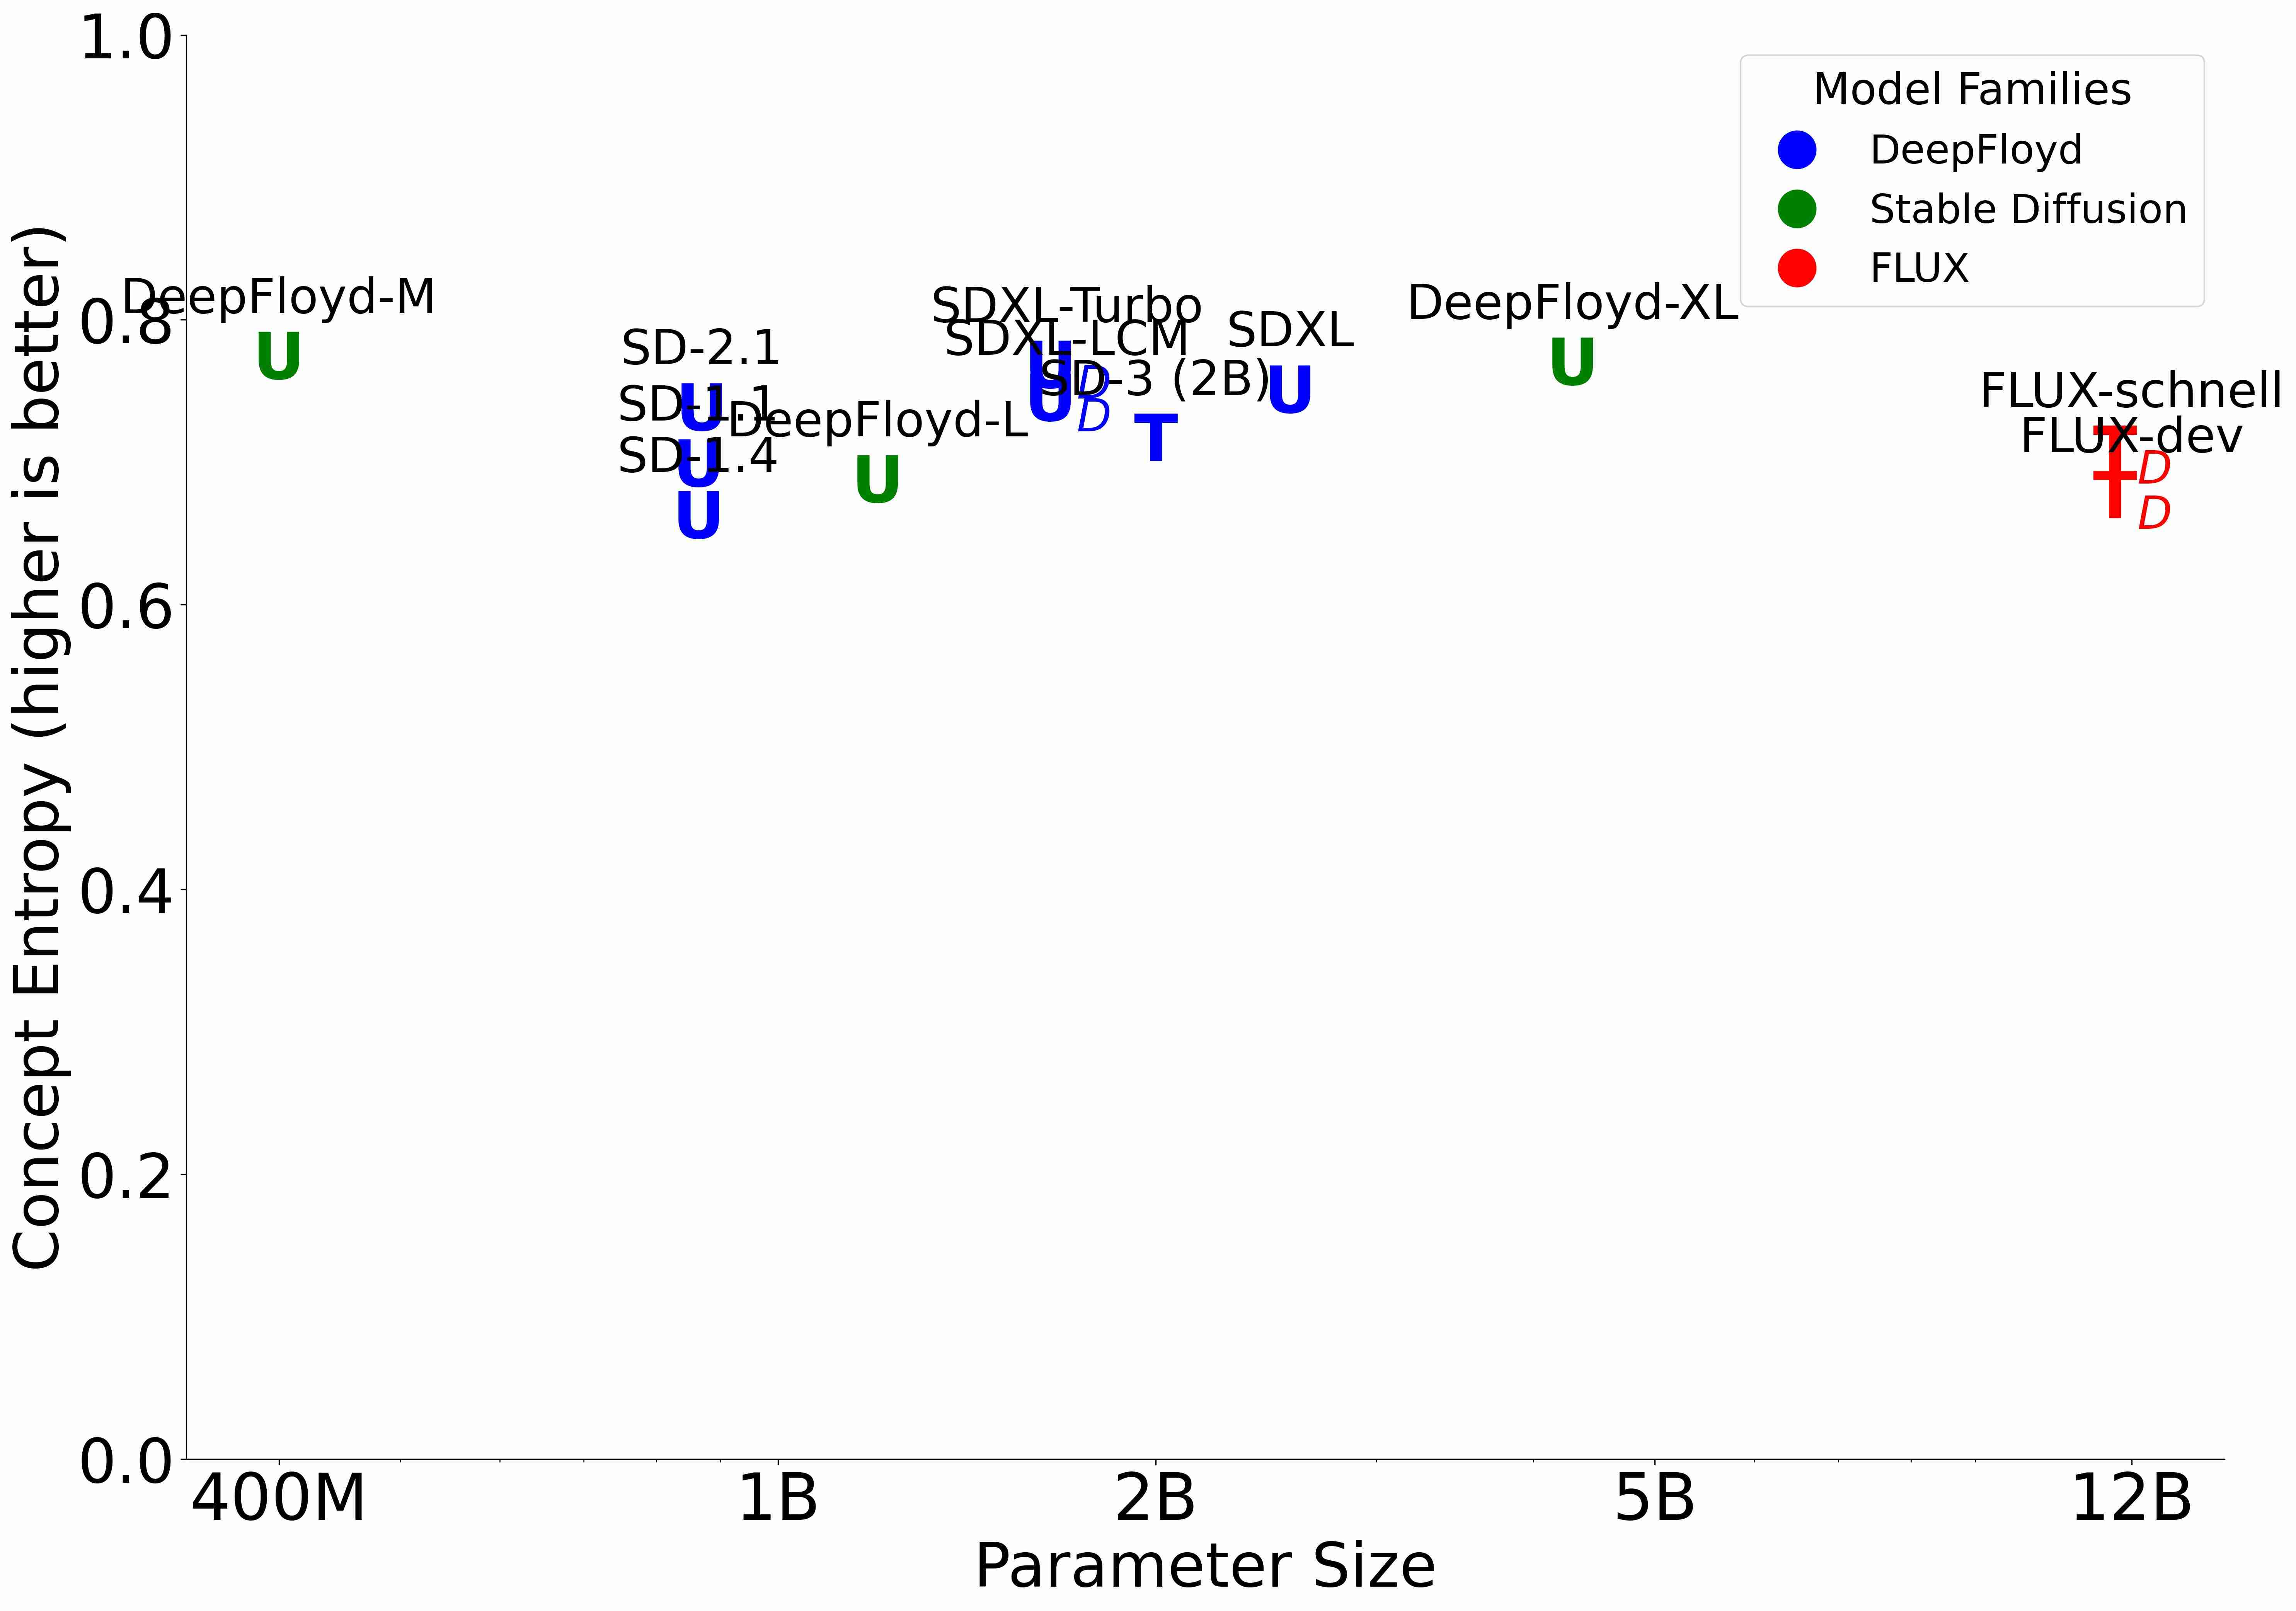 Concept Entropy (higher is better)
1.0
0.8
0.6
0.4
0.2
0.0
Model Families
DeepFloyd
Stable Diffusion
FLUX
DeepFloyd-M
U
SD-2.1
U
SD-1.1
U
SD-1.4
U
DeepFloyd-L
U
SDXL-Turbo
U
D
SDXL-LCM
U
D
SD-3 (2B)
T
SDXL
U
DeepFloyd-XL
U
FLUX-schnell
T
D
FLUX-dev
T
D
400M
1B
2B
5B
12B
Parameter Size